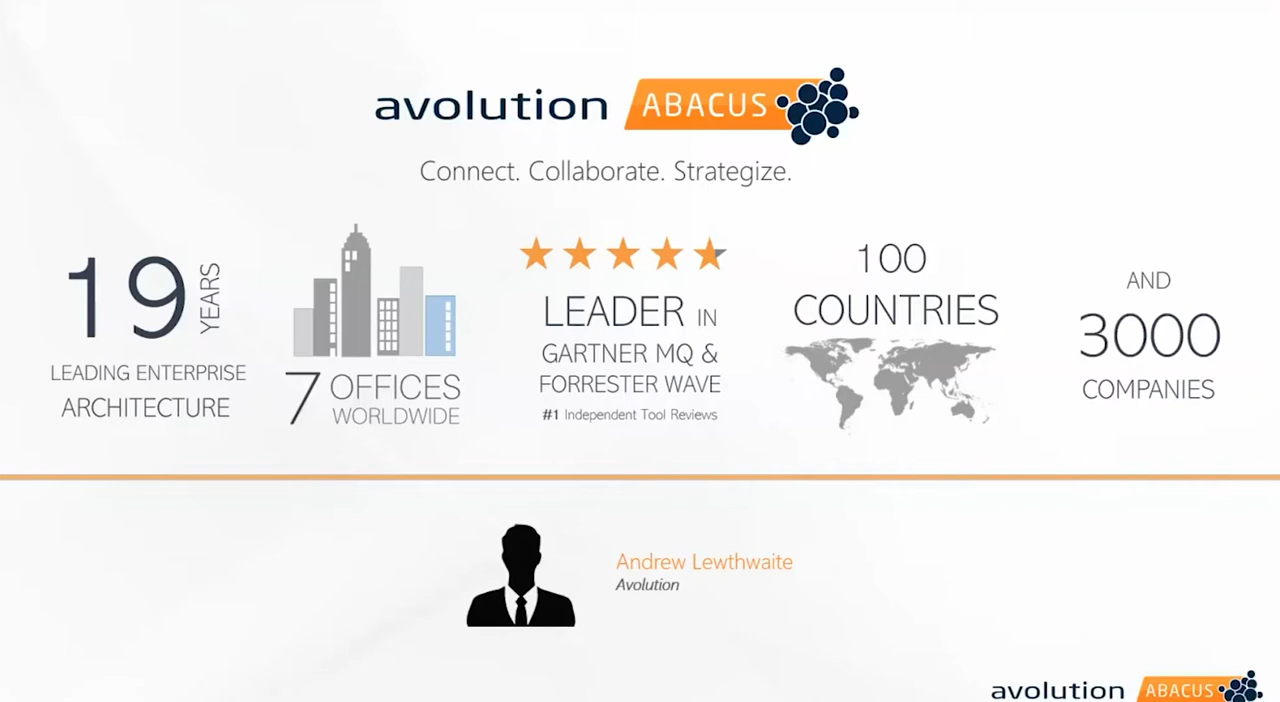 avolution ABACUS
Connect. Collaborate. Strategize.
19 YEARS
LEADING ENTERPRISE
ARCHITECTURE
7 OFFICES
WORLDWIDE
LEADER IN
GARTNER MQ &
FORRESTER WAVE
#1 Independent Tool Reviews
100
COUNTRIES
AND
3000
COMPANIES
Andrew Lewthwaite
Avolution
avolution ABACUS